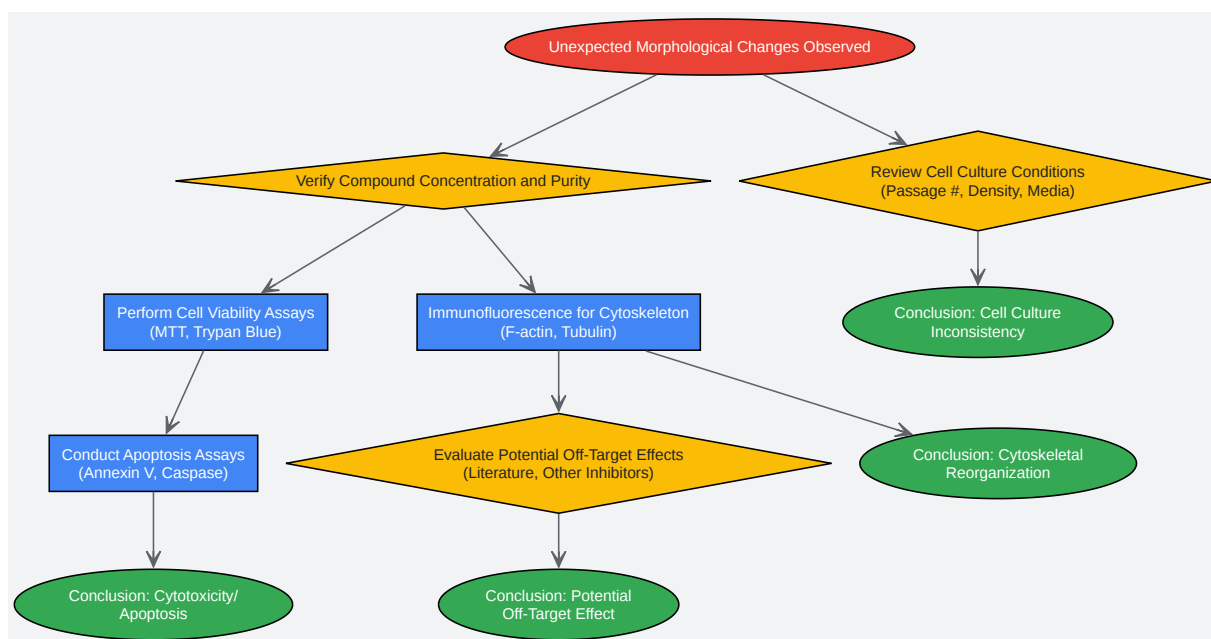 Unexpected Morphological Changes Observed
Verify Compound Concentration and Purity
Review Cell Culture Conditions
(Passage #, Density, Media)
Perform Cell Viability Assays
(MTT, Trypan Blue)
Immunofluorescence for Cytoskeleton
(F-actin, Tubulin)
Conclusion: Cell Culture
Inconsistency
Conduct Apoptosis Assays
(Annexin V, Caspase)
Evaluate Potential Off-Target Effects
(Literature, Other Inhibitors)
Conclusion: Cytoskeletal
Reorganization
Conclusion: Cytotoxicity/
Apoptosis
Conclusion: Potential
Off-Target Effect